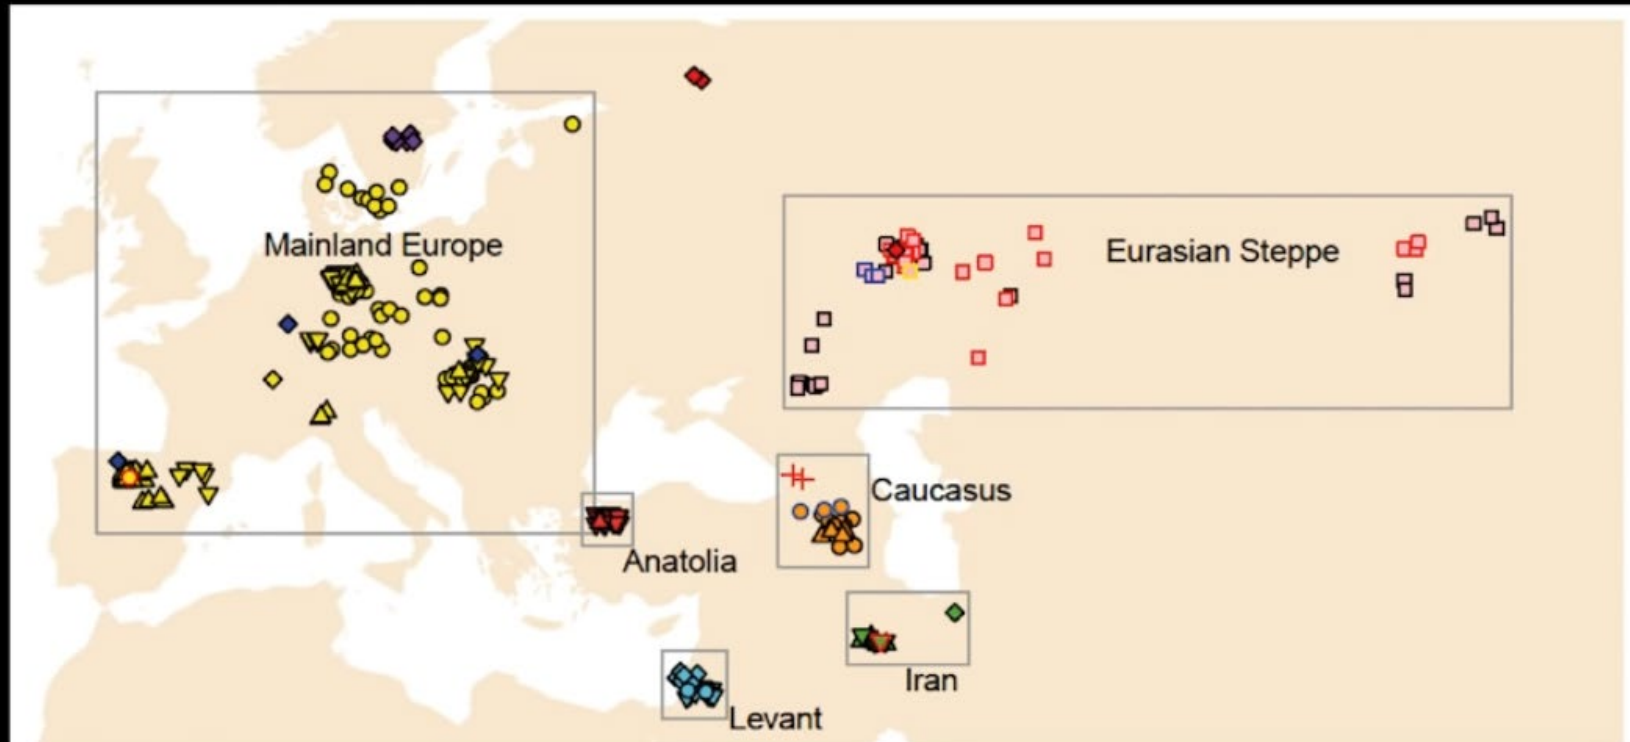 Mainland Europe
Eurasian Steppe
Caucasus
Anatolia
Iran
Levant